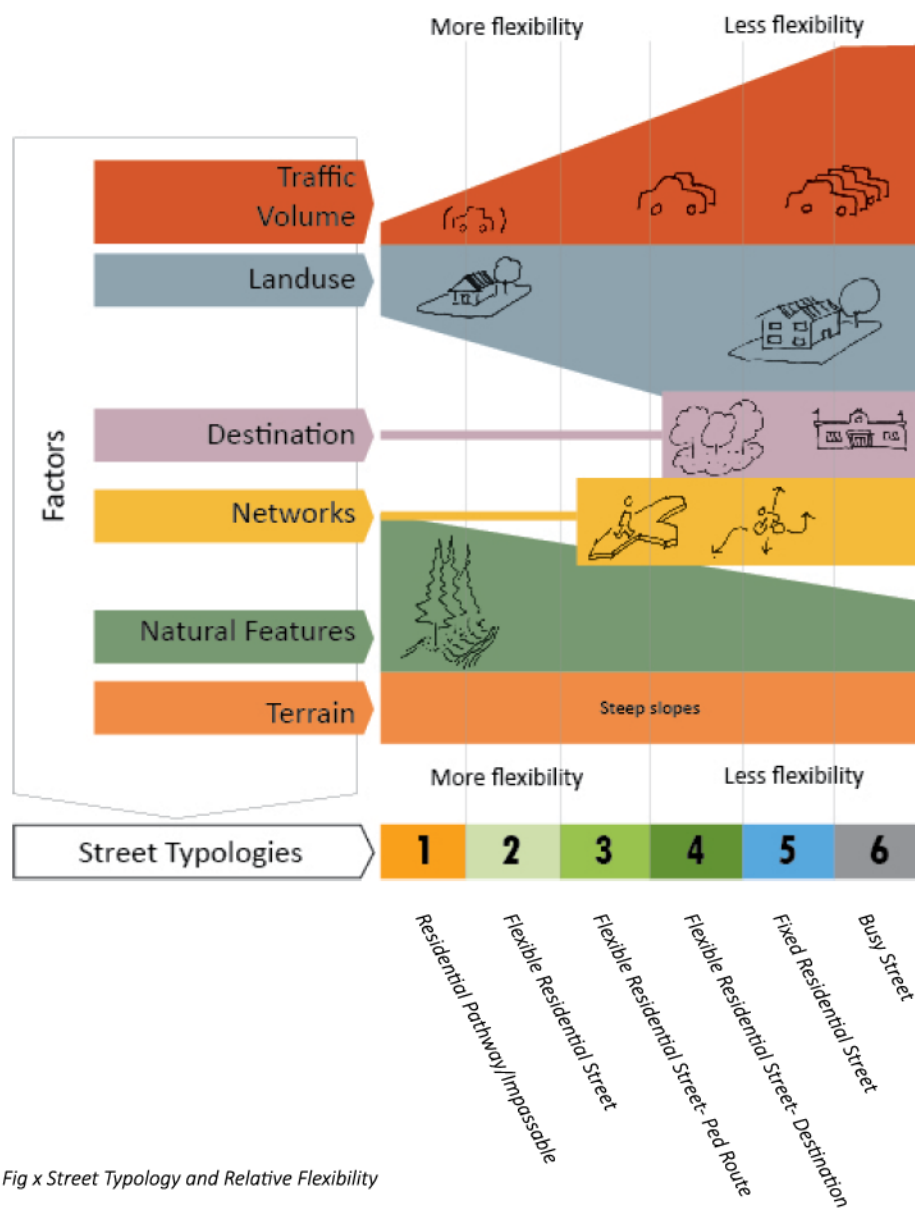 More flexibility
Less flexibility
Traffic
Volume
Landuse
Destination
Factors
Networks
Natural Features
Terrain
Steep slopes
More flexibility
Less flexibility
Street Typologies
1
2
3
4
5
6
Residential Pathway/Impassable
Flexible Residential Street
Flexible Residential Street- Ped Route
Flexible Residential Street- Destination
Fixed Residential Street
Busy Street
Fig x Street Typology and Relative Flexibility